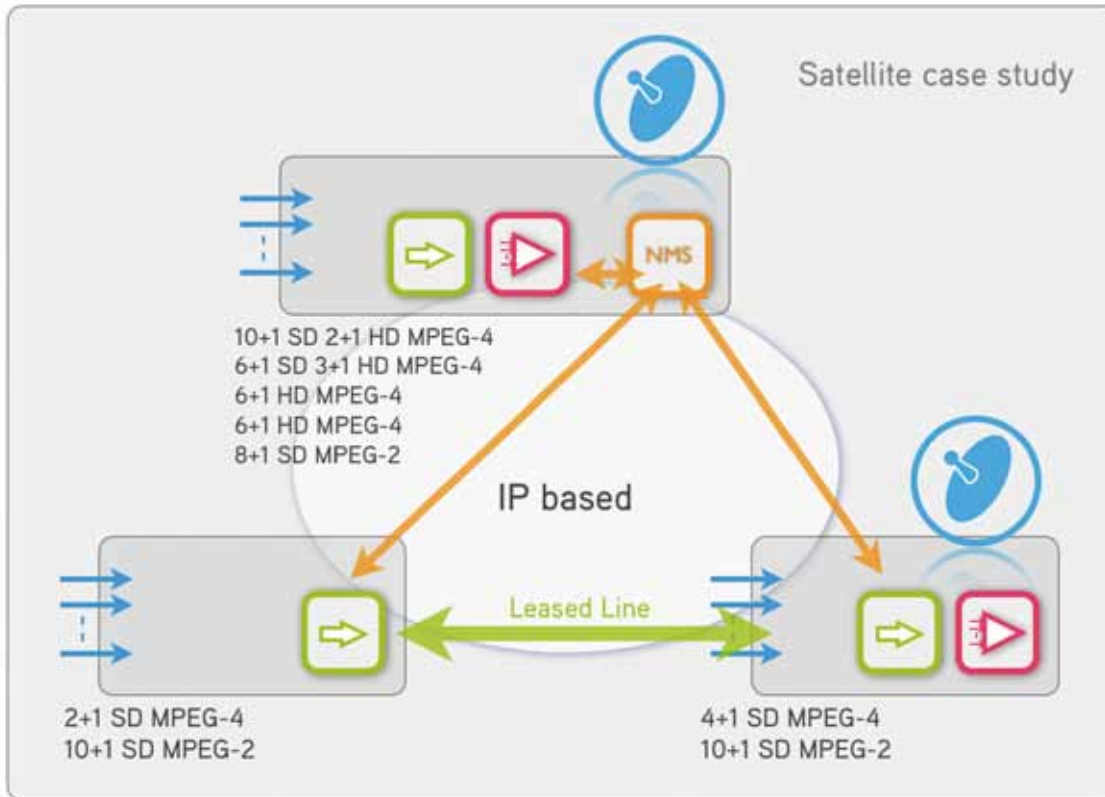 Satellite case study
NMS
10+1 SD 2+1 HD MPEG-4
6+1 SD 3+1 HD MPEG-4
6+1 HD MPEG-4
6+1 HD MPEG-4
8+1 SD MPEG-2
IP based
Leased Line
2+1 SD MPEG-4
10+1 SD MPEG-2
4+1 SD MPEG-4
10+1 SD MPEG-2